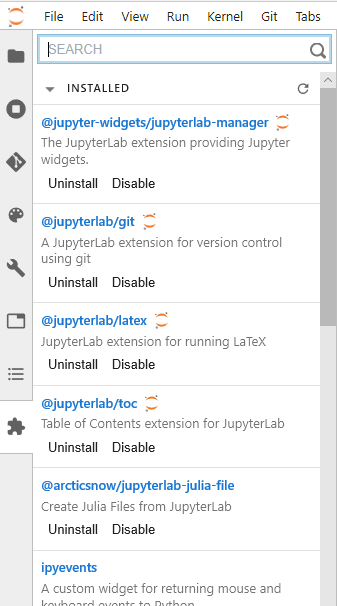 File Edit View Run Kernel Git Tabs
SEARCH
INSTALLED
@jupyter-widgets/jupyterlab-manager
The JupyterLab extension providing Jupyter
widgets.
Uninstall Disable
@jupyterlab/git
A JupyterLab extension for version control
using git
Uninstall Disable
@jupyterlab/latex
JupyterLab extension for running LaTeX
Uninstall Disable
@jupyterlab/toc
Table of Contents extension for JupyterLab
Uninstall Disable
@arcticsnow/jupyterlab-julia-file
Create Julia Files from JupyterLab
Uninstall Disable
ipyevents
A custom widget for returning mouse and
keyboard events to Python